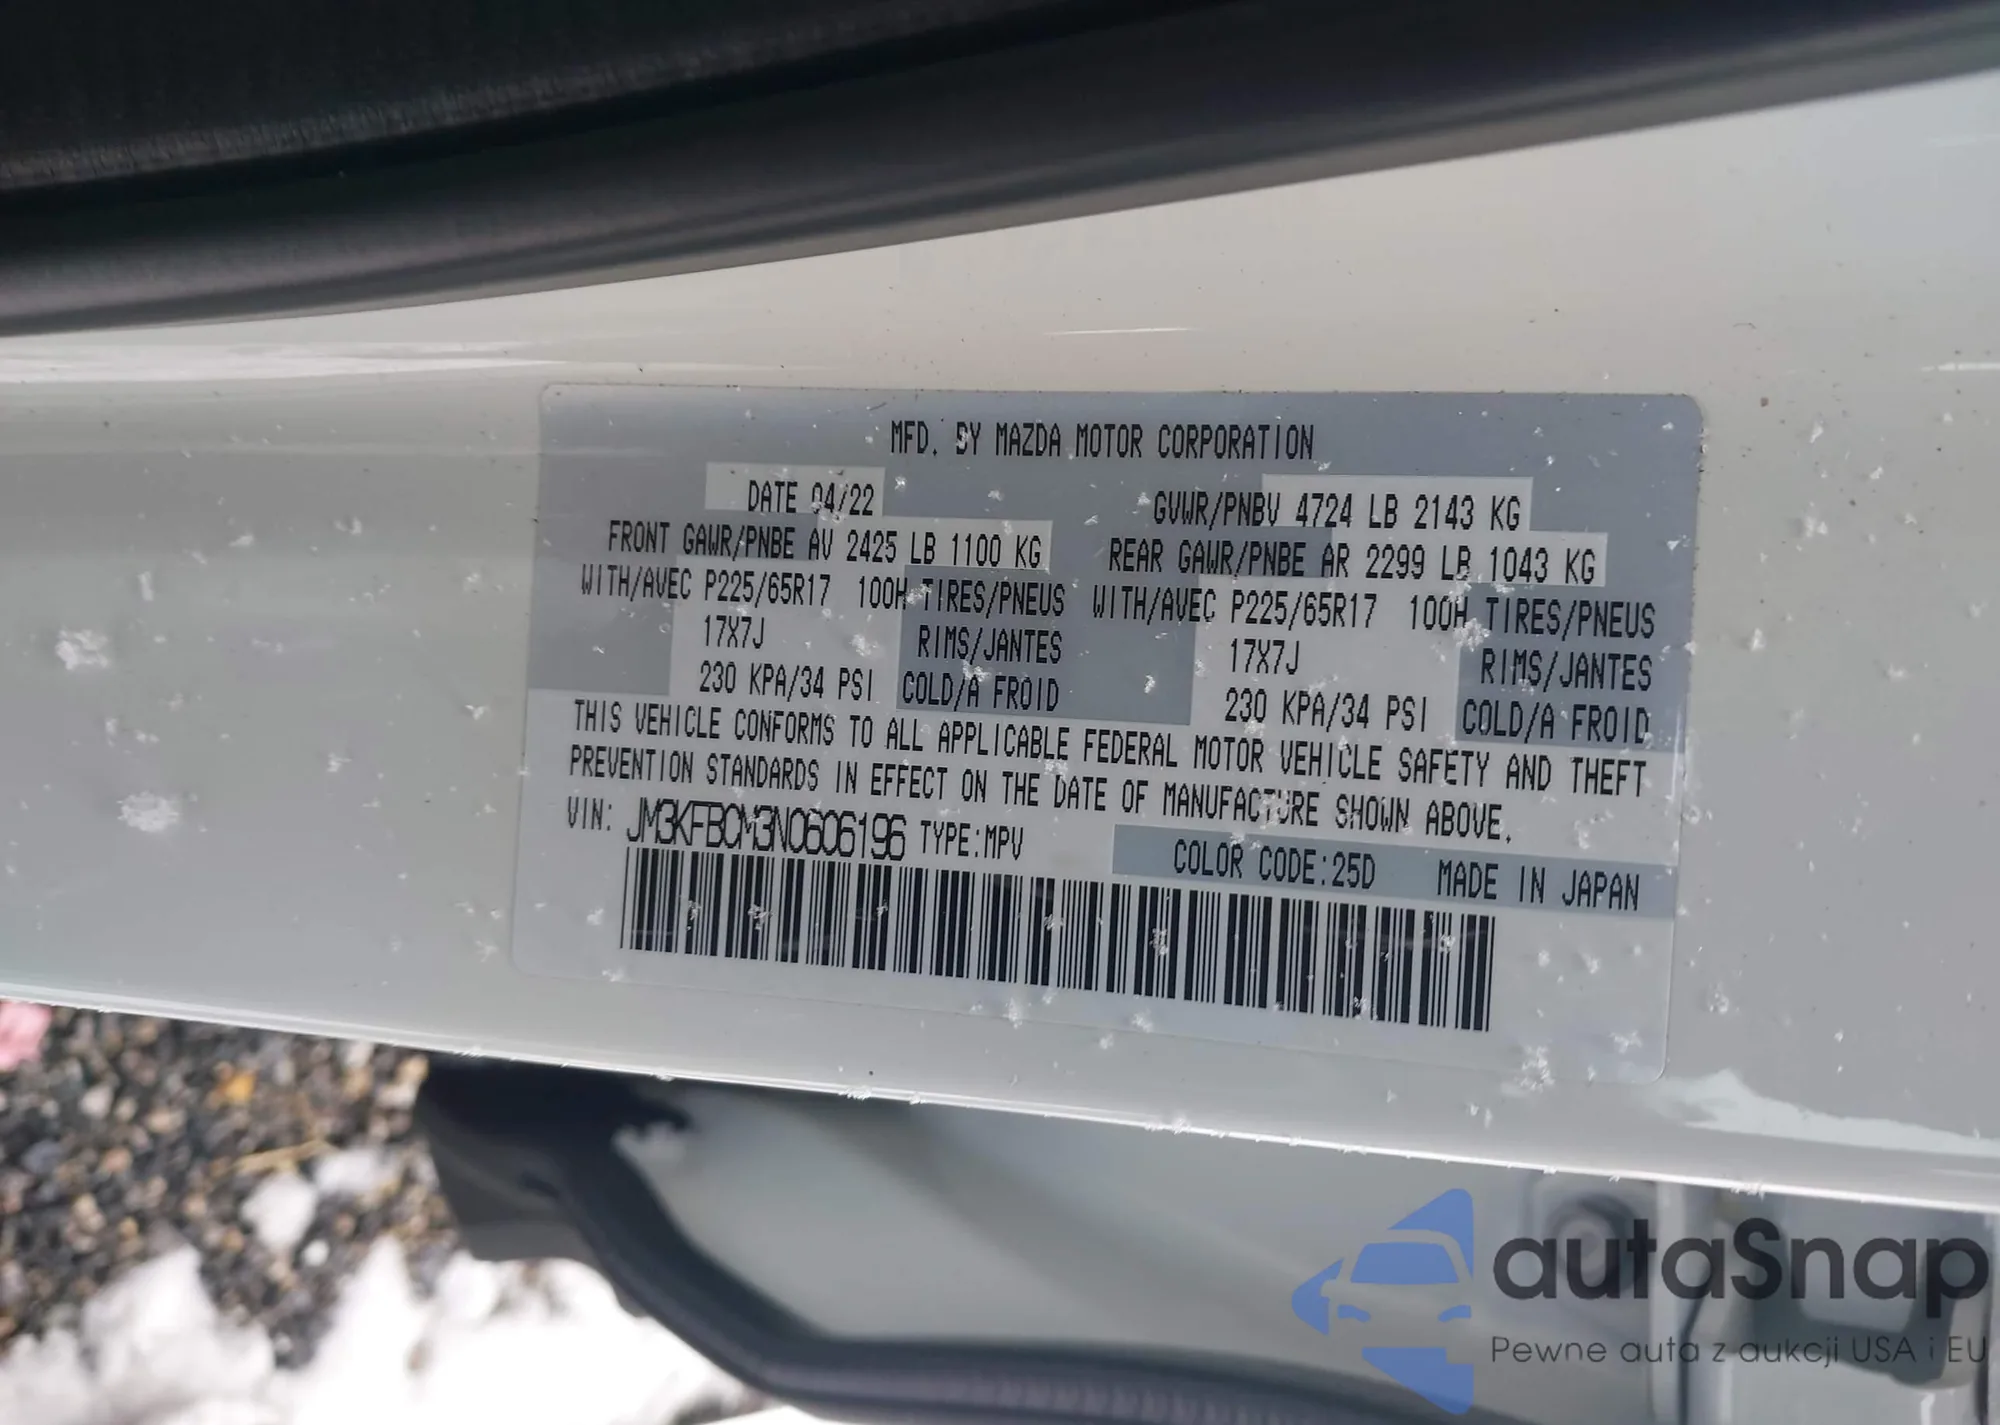 MFD. BY MAZDA MOTOR CORPORATION
DATE 04/22 GVWR/PNBV 4724 LB 2143 KG
FRONT GAWR/PNBE AV 2425 LB 1100 KG REAR GAWR/PNBE AR 2299 LB 1043 KG
WITH/AVEC P225/65R17 100H TIRES/PNEUS WITH/AVEC P225/65R17 100H TIRES/PNEUS
17X7J RIMS/JANTES 17X7J RIMS/JANTES
230 KPA/34 PSI COLD/A FROID 230 KPA/34 PSI COLD/A FROID
THIS VEHICLE CONFORMS TO ALL APPLICABLE FEDERAL MOTOR VEHICLE SAFETY AND THEFT
PREVENTION STANDARDS IN EFFECT ON THE DATE OF MANUFACTURE SHOWN ABOVE.
VIN: JM3KFBCM3N0606196 TYPE:MPV COLOR CODE:25D MADE IN JAPAN
autaSnap
Pewne auta z aukcji USA i EU